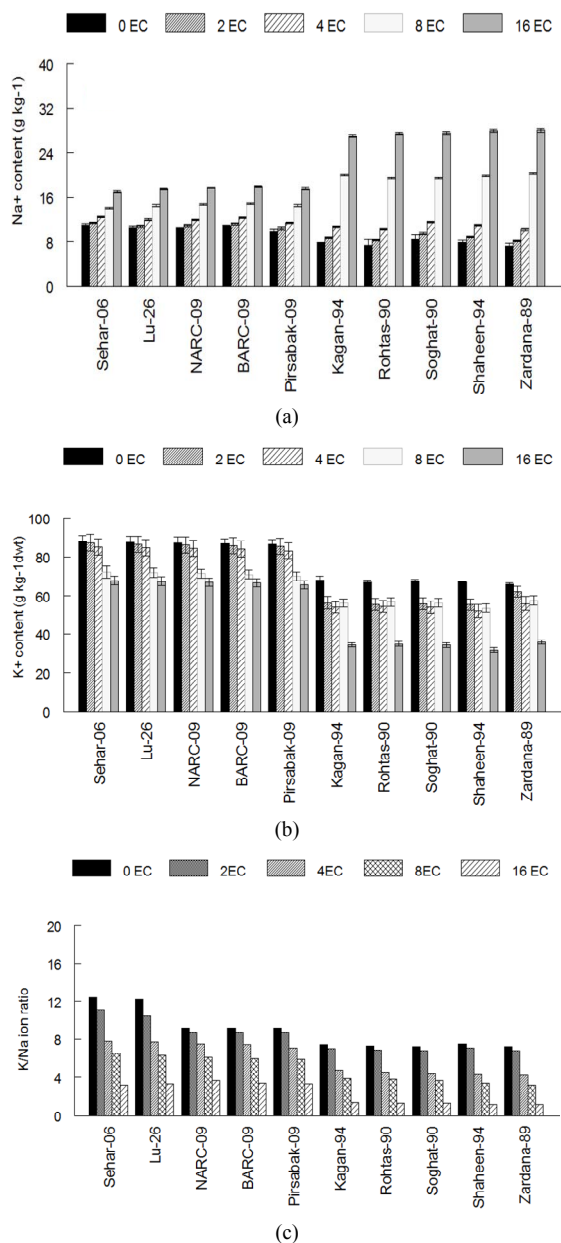 0 EC 2 EC 4 EC 8 EC 16 EC
Na+ content (g kg-1)
40
32
24
16
8
0
Sehar-06 Lu-26 NARC-09 BARC-09 Pirsabak-09 Kagan-94 Rohtas-90 Soghat-90 Shaheen-94 Zardana-89
(a)
0 EC 2 EC 4 EC 8 EC 16 EC
K+ content (g kg-1dwt)
100
80
60
40
20
0
Sehar-06 Lu-26 NARC-09 BARC-09 Pirsabak-09 Kagan-94 Rohtas-90 Soghat-90 Shaheen-94 Zardana-89
(b)
0 EC 2EC 4EC 8EC 16 EC
K/Na ion ratio
20
16
12
8
4
0
Sehar-06 Lu-26 NARC-09 BARC-09 Pirsabak-09 Kagan-94 Rohtas-90 Soghat-90 Shaheen-94 Zardana-89
(c)